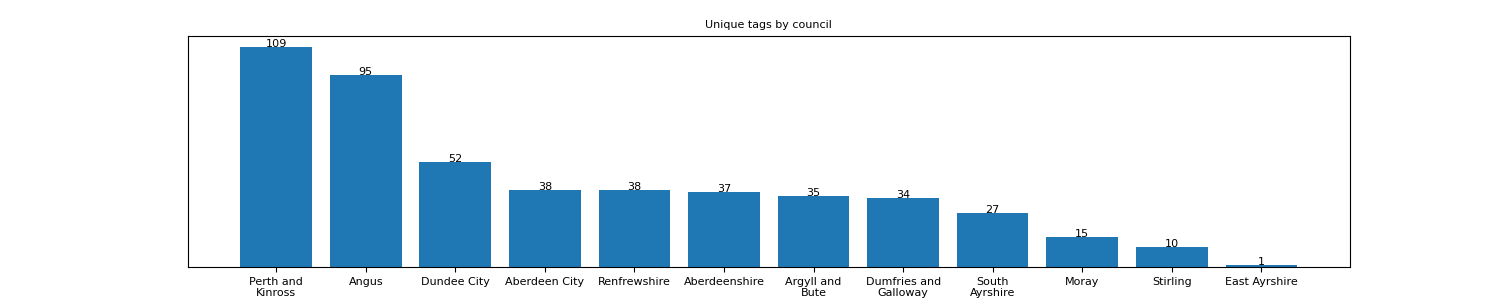 Unique tags by council
109
95
52
38
38
37
35
34
27
15
10
1
Perth and
Kinross
Angus
Dundee City
Aberdeen City
Renfrewshire
Aberdeenshire
Argyll and
Bute
Dumfries and
Galloway
South
Ayrshire
Moray
Stirling
East Ayrshire